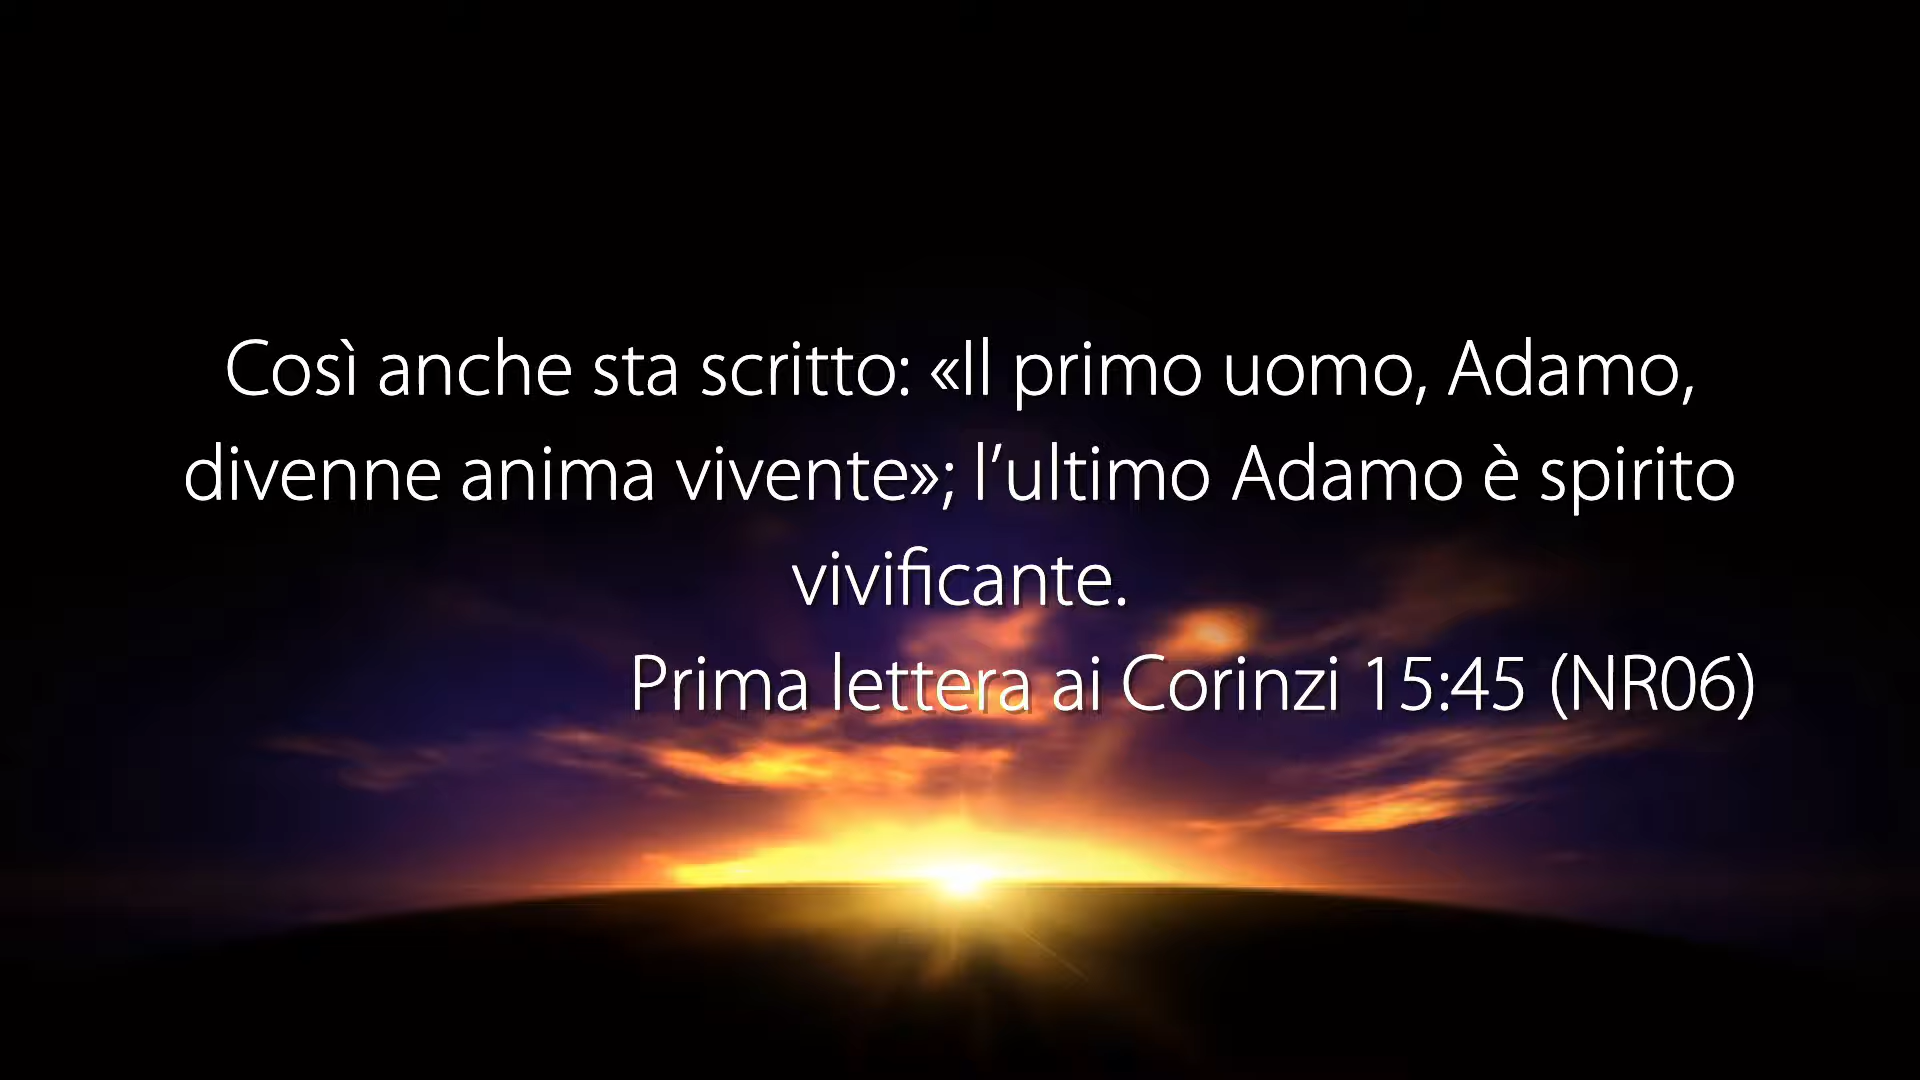 Così anche sta scritto: «Il primo uomo, Adamo,
divenne anima vivente»; l’ultimo Adamo è spirito
vivificante.
Prima lettera ai Corinzi 15:45 (NR06)